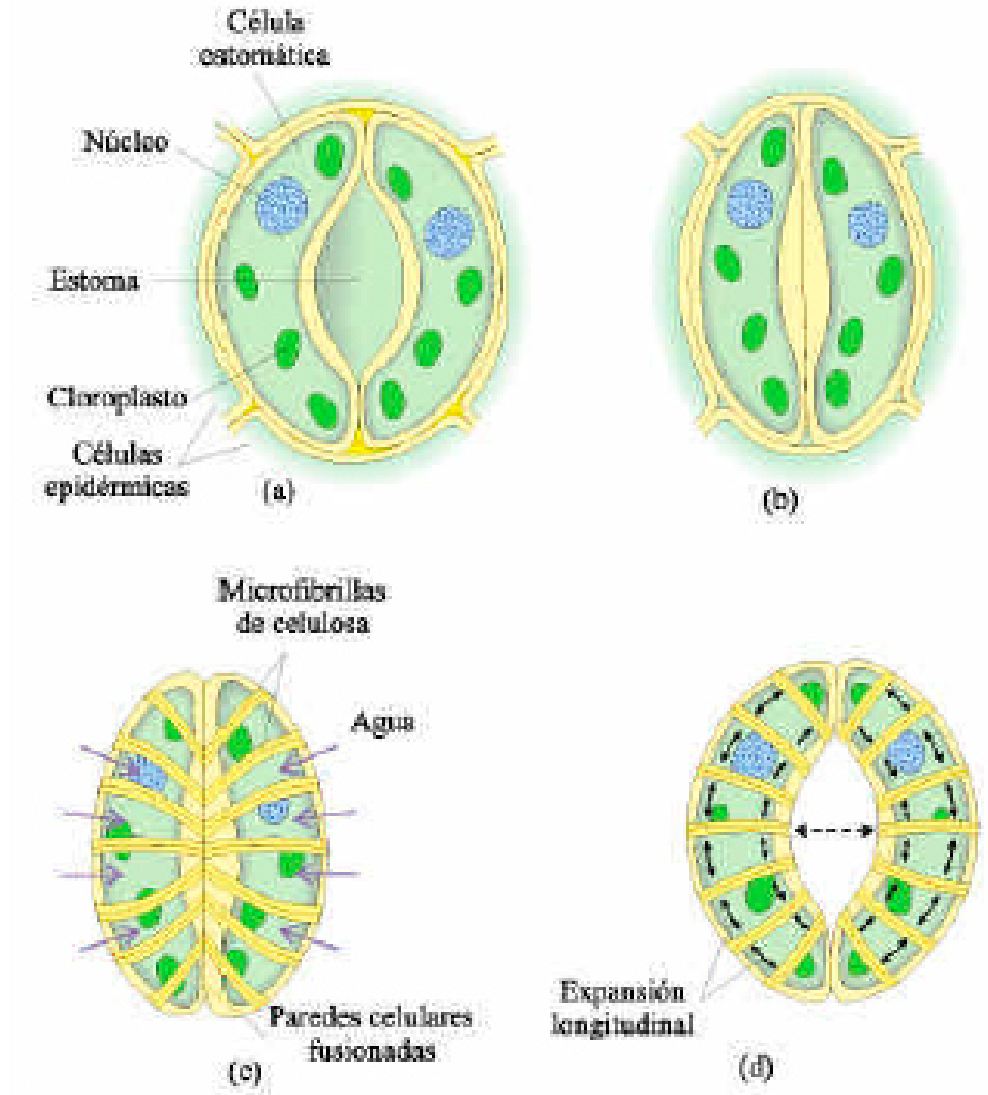 Célula
estomática
Núcleo
Estoma
Cloroplasto
Células
epidérmicas
(a)
(b)
Microfibrillas
de celulosa
Agua
Paredes celulares
fusionadas
(c)
Expansión
longitudinal
(d)